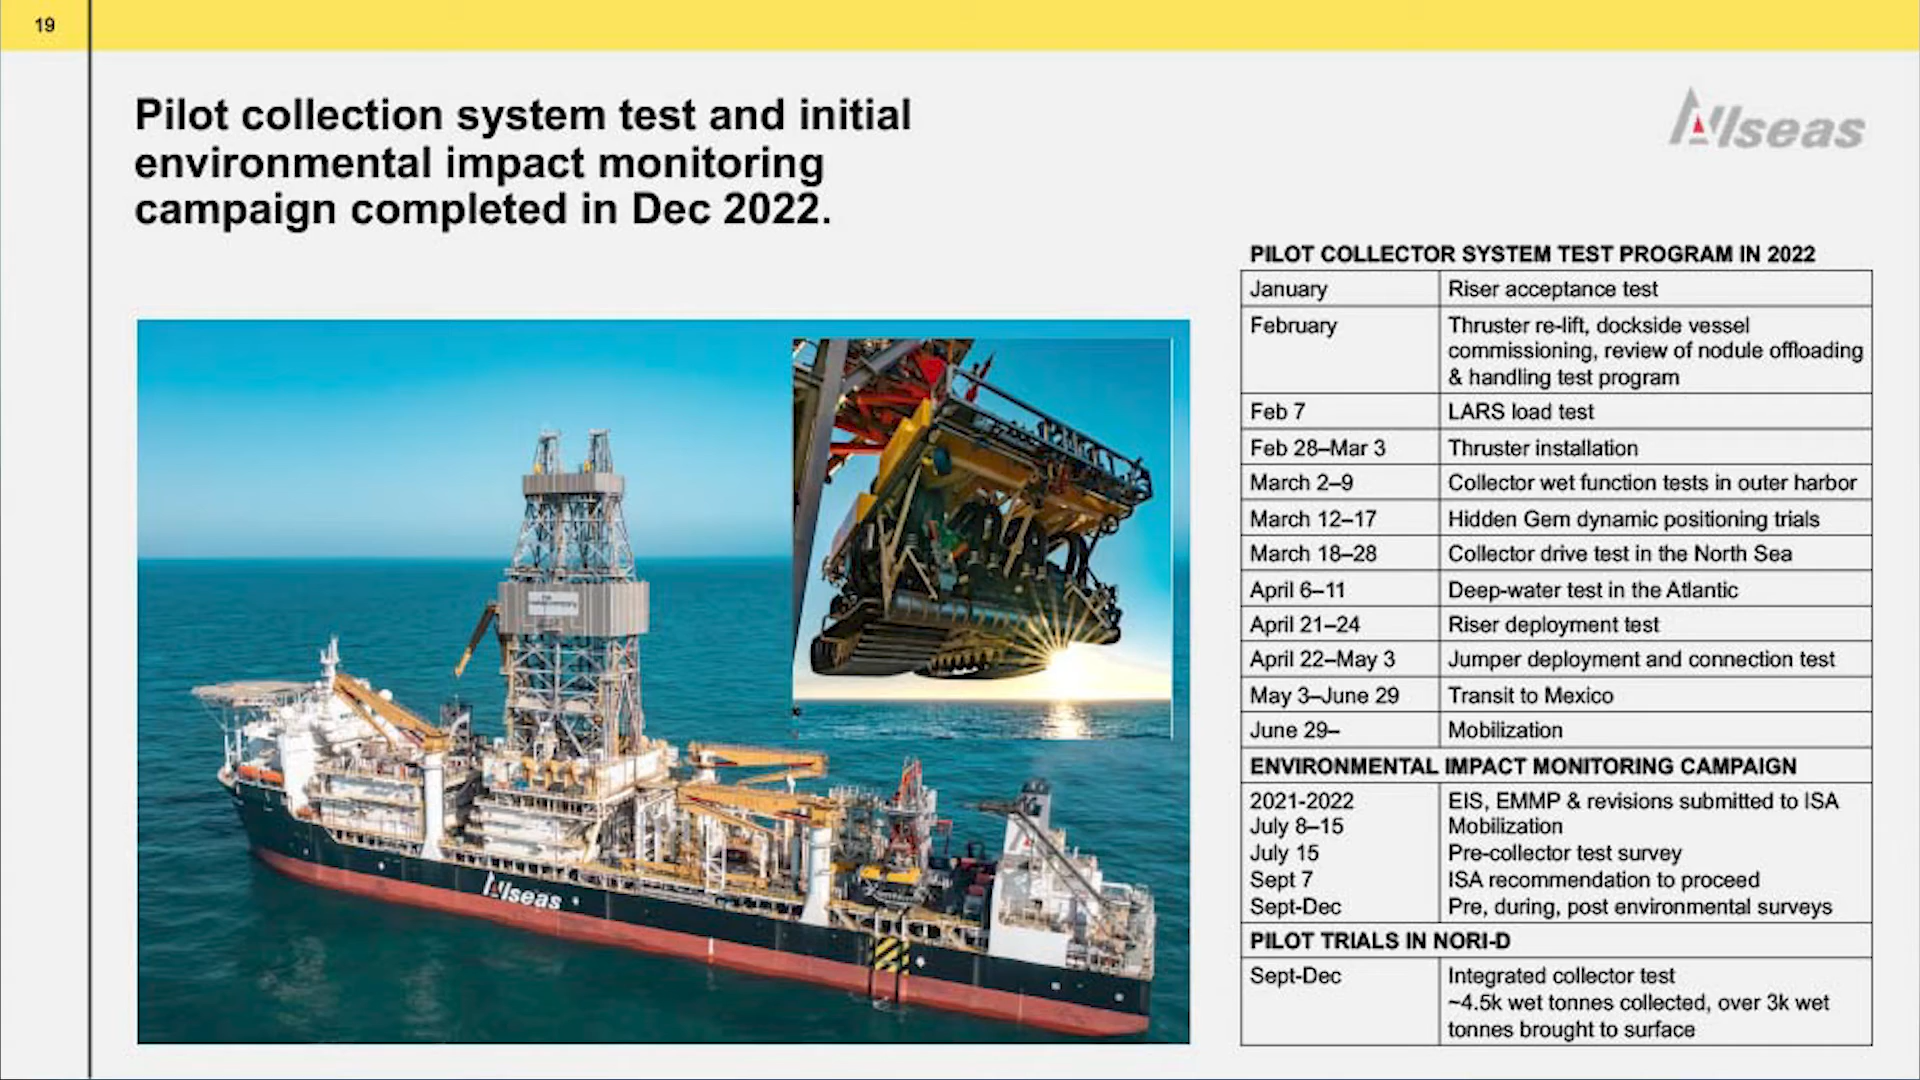 19
Pilot collection system test and initial
environmental impact monitoring
campaign completed in Dec 2022.
Allseas
PILOT COLLECTOR SYSTEM TEST PROGRAM IN 2022
January Riser acceptance test
February Thruster re-lift, dockside vessel
commissioning, review of nodule offloading
& handling test program
Feb 7 LARS load test
Feb 28–Mar 3 Thruster installation
March 2–9 Collector wet function tests in outer harbor
March 12–17 Hidden Gem dynamic positioning trials
March 18–28 Collector drive test in the North Sea
April 6–11 Deep-water test in the Atlantic
April 21–24 Riser deployment test
April 22–May 3 Jumper deployment and connection test
May 3–June 29 Transit to Mexico
June 29– Mobilization
ENVIRONMENTAL IMPACT MONITORING CAMPAIGN
2021-2022 EIS, EMMP & revisions submitted to ISA
July 8–15 Mobilization
July 15 Pre-collector test survey
Sept 7 ISA recommendation to proceed
Sept-Dec Pre, during, post environmental surveys
PILOT TRIALS IN NORI-D
Sept-Dec Integrated collector test
~4.5k wet tonnes collected, over 3k wet
tonnes brought to surface
Allseas